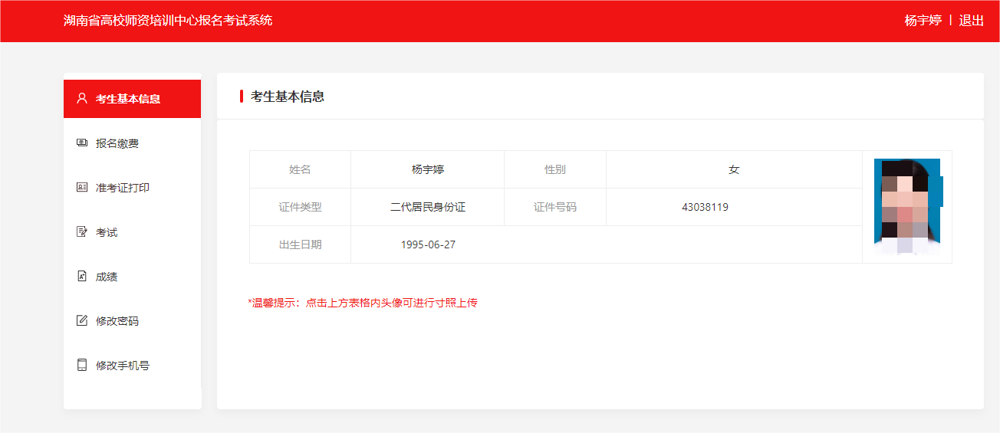 湖南省高校师资培训中心报名考试系统
杨宇婷 | 退出
考生基本信息
报名缴费
准考证打印
考试
成绩
修改密码
修改手机号
考生基本信息
姓名 杨宇婷 性别 女
证件类型 二代居民身份证 证件号码 43038119
出生日期 1995-06-27
*温馨提示：点击上方表格内头像可进行寸照上传